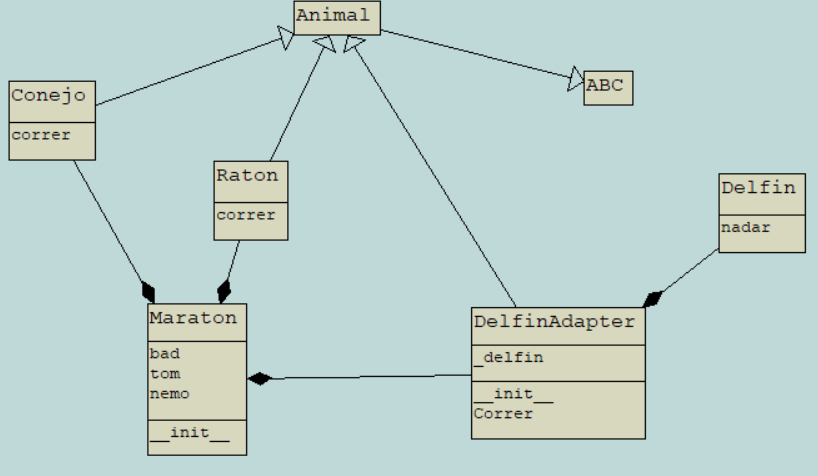 Animal
ABC
Conejo
correr
Raton
correr
Delfin
nadar
Maraton
bad
tom
nemo
__init__
DelfinAdapter
_delfin
__init__
Correr